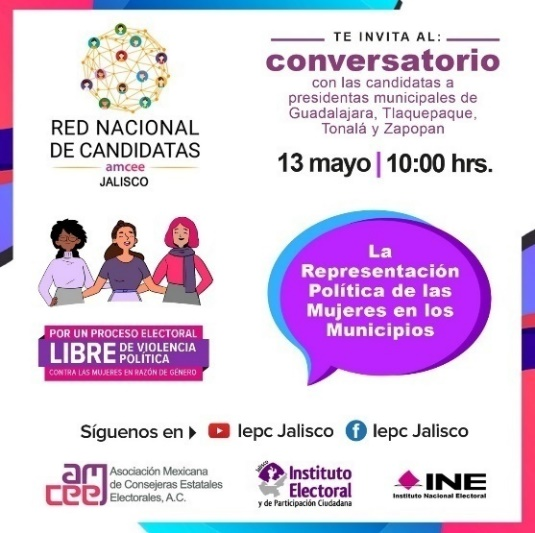 RED NACIONAL
DE CANDIDATAS
amcee
JALISCO
TE INVITA AL:
conversatorio
con las candidatas a
presidentas municipales de
Guadalajara, Tlaquepaque,
Tonalá y Zapopan
13 mayo | 10:00 hrs.
POR UN PROCESO ELECTORAL
LIBRE DE VIOLENCIA
POLÍTICA
CONTRA LAS MUJERES EN RAZÓN DE GÉNERO
La
Representación
Política de las
Mujeres en los
Municipios
Síguenos en Iepc Jalisco Iepc Jalisco
amcee
Asociación Mexicana
de Consejeras Estatales
Electorales, A.C.
Jalisco
Instituto
Electoral
y de Participación Ciudadana
INE
Instituto Nacional Electoral